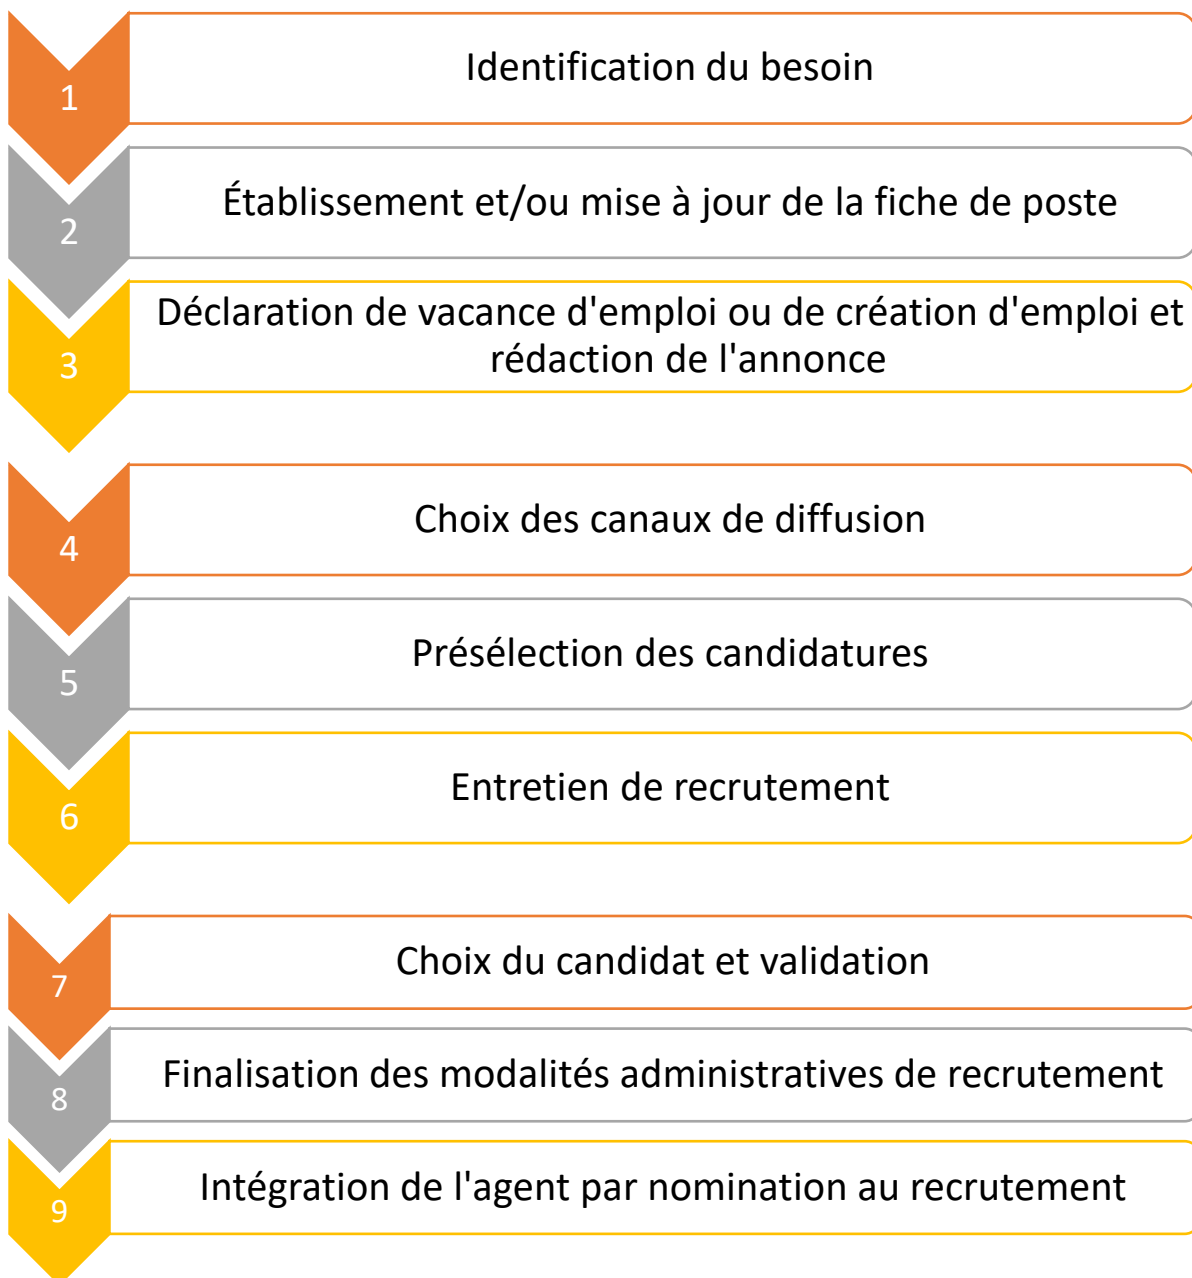 1
Identification du besoin
2
Établissement et/ou mise à jour de la fiche de poste
3
Déclaration de vacance d'emploi ou de création d'emploi et
rédaction de l'annonce
4
Choix des canaux de diffusion
5
Présélection des candidatures
6
Entretien de recrutement
7
Choix du candidat et validation
8
Finalisation des modalités administratives de recrutement
9
Intégration de l'agent par nomination au recrutement